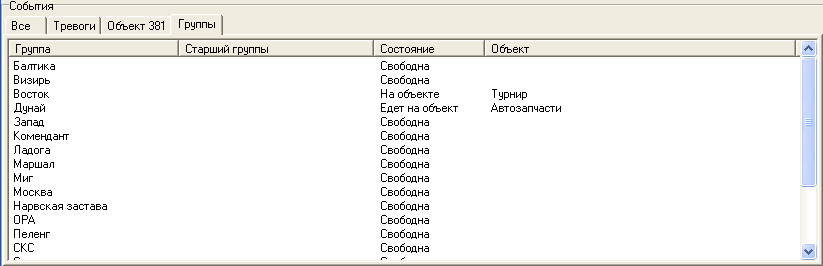 События
Все Тревоги Объект 381 Группы
Группа Старший группы Состояние Объект
Балтика Свободна
Визирь Свободна
Восток На объекте Турнир
Дунай Едет на объект Автозапчасти
Запад Свободна
Комендант Свободна
Ладога Свободна
Маршал Свободна
Миг Свободна
Москва Свободна
Нарвская застава Свободна
ОРА Свободна
Пеленг Свободна
СКС Свободна